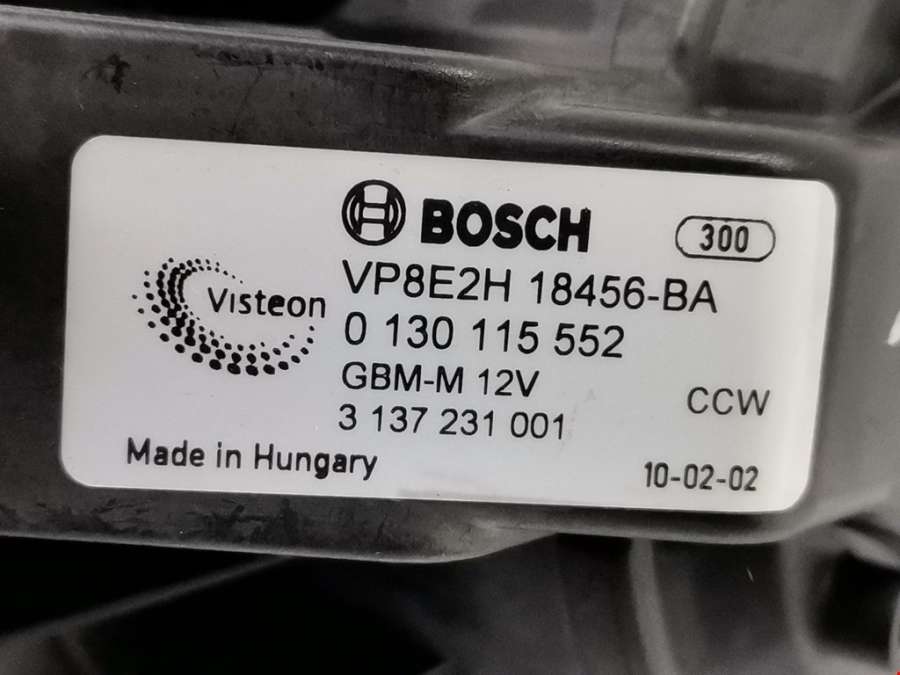 BOSCH
300
VP8E2H 18456-BA
Visteon
0 130 115 552
GBM-M 12V
CCW
3 137 231 001
Made in Hungary
10-02-02